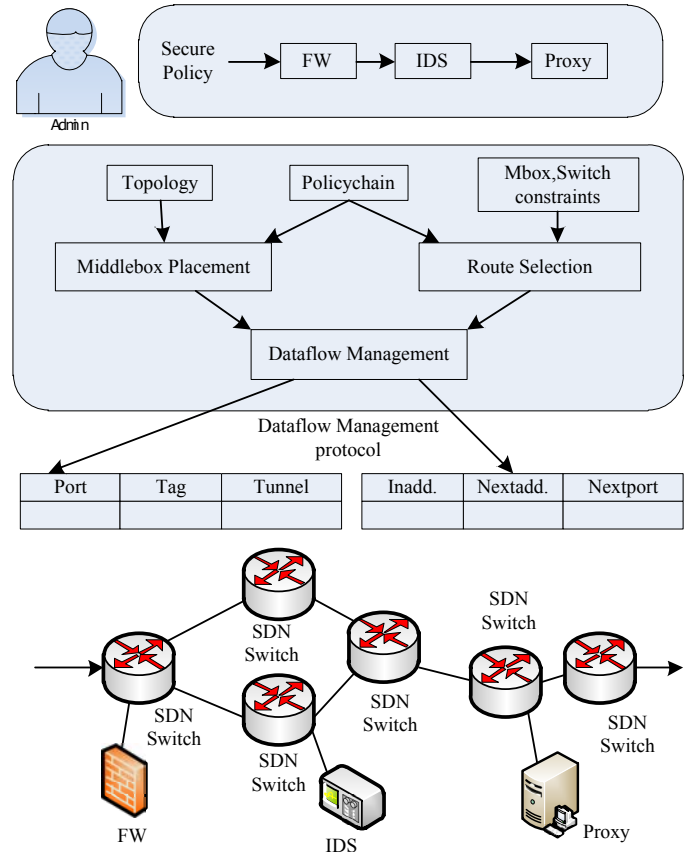 Secure
Policy
FW
IDS
Proxy
Admin
Topology
Policychain
Mbox,Switch
constraints
Middlebox Placement
Route Selection
Dataflow Management
Dataflow Management
protocol
Port
Tag
Tunnel
Inadd.
Nextadd.
Nextport
SDN
Switch
SDN
Switch
SDN
Switch
SDN
Switch
SDN
Switch
SDN
Switch
FW
IDS
Proxy